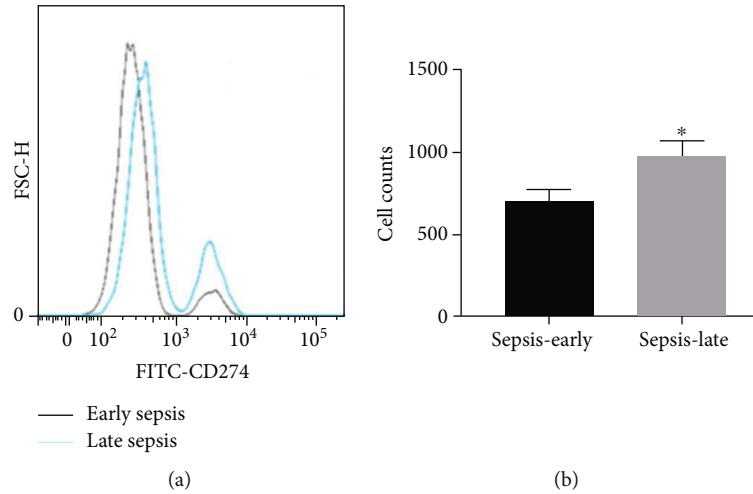 FSC-H
0
0 10² 10³ 10⁴ 10⁵
FITC-CD274
Early sepsis
Late sepsis
(a)
Cell counts
1500
1000
500
0
*
Sepsis-early Sepsis-late
(b)